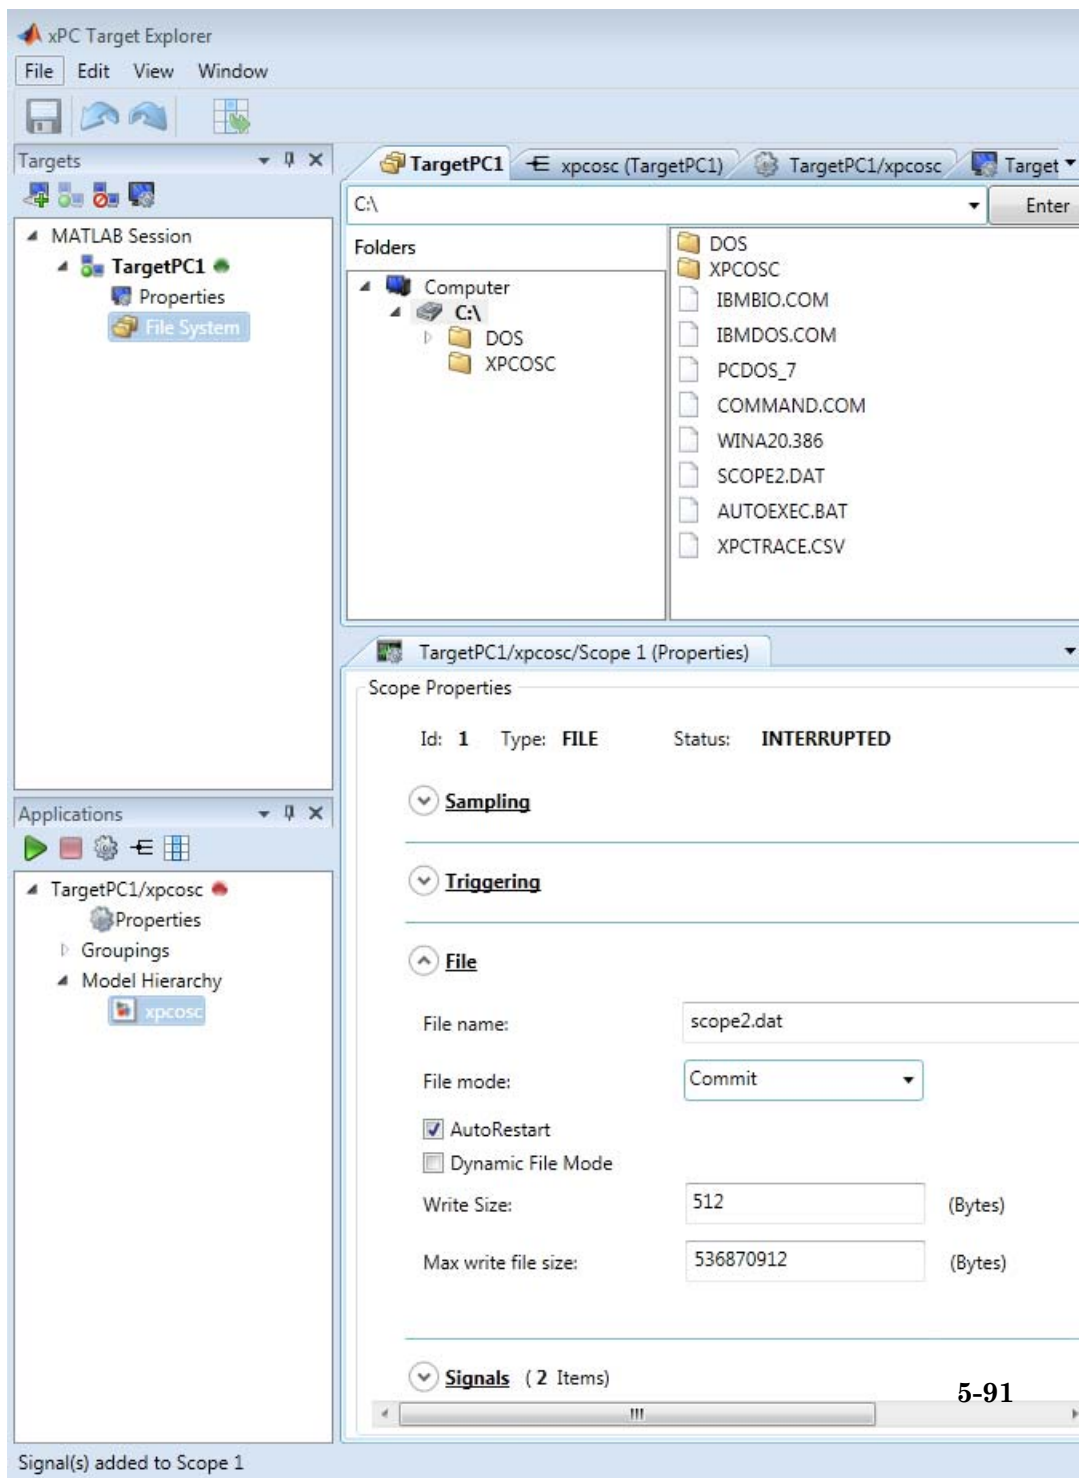 xPC Target Explorer
File Edit View Window
Targets
MATLAB Session
TargetPC1
Properties
File System
TargetPC1 xpcosc (TargetPC1) TargetPC1/xpcosc Target
C:\ Enter
Folders
Computer
C:\
DOS
XPCOSC
DOS
XPCOSC
IBMBIO.COM
IBMDOS.COM
PCDOS_7
COMMAND.COM
WINA20.386
SCOPE2.DAT
AUTOEXEC.BAT
XPCTRACE.CSV
Applications
TargetPC1/xpcosc
Properties
Groupings
Model Hierarchy
xpcosc
TargetPC1/xpcosc/Scope 1 (Properties)
Scope Properties
Id: 1 Type: FILE Status: INTERRUPTED
Sampling
Triggering
File
File name: scope2.dat
File mode: Commit
AutoRestart
Dynamic File Mode
Write Size: 512 (Bytes)
Max write file size: 536870912 (Bytes)
Signals ( 2 Items)
5-91
Signal(s) added to Scope 1